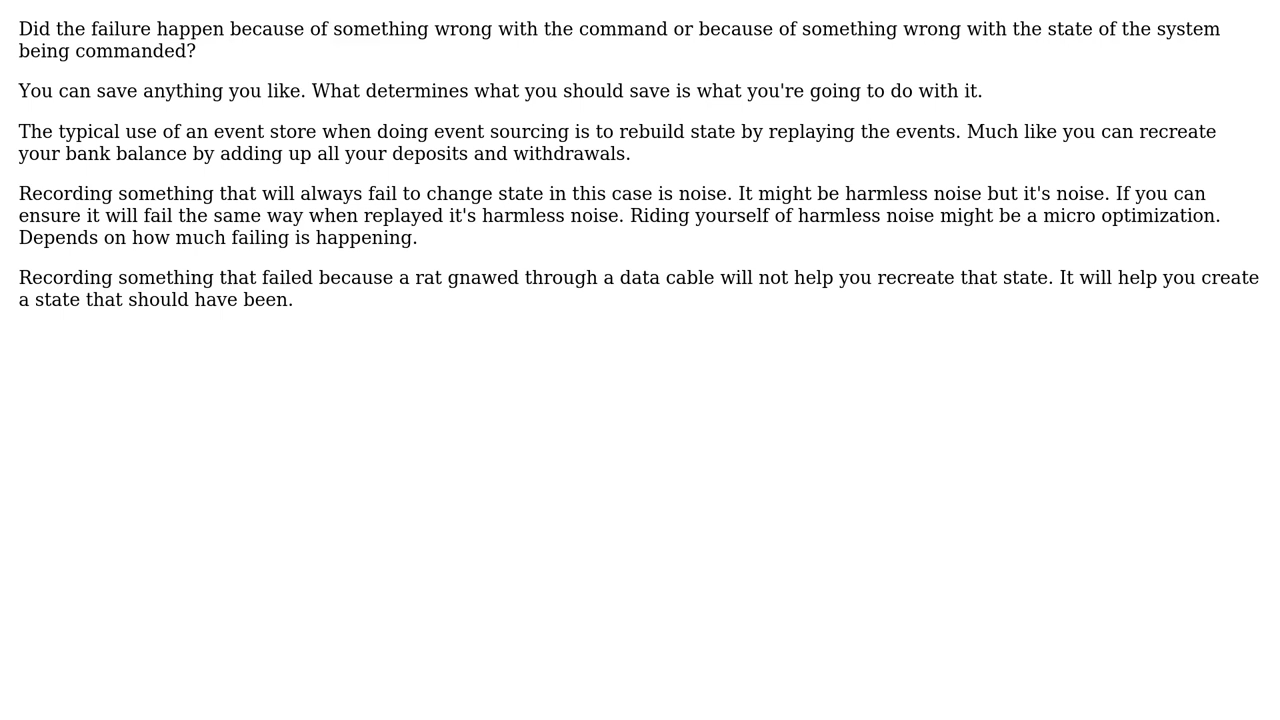 Did the failure happen because of something wrong with the command or because of something wrong with the state of the system
being commanded?
You can save anything you like. What determines what you should save is what you're going to do with it.
The typical use of an event store when doing event sourcing is to rebuild state by replaying the events. Much like you can recreate
your bank balance by adding up all your deposits and withdrawals.
Recording something that will always fail to change state in this case is noise. It might be harmless noise but it's noise. If you can
ensure it will fail the same way when replayed it's harmless noise. Riding yourself of harmless noise might be a micro optimization.
Depends on how much failing is happening.
Recording something that failed because a rat gnawed through a data cable will not help you recreate that state. It will help you create
a state that should have been.